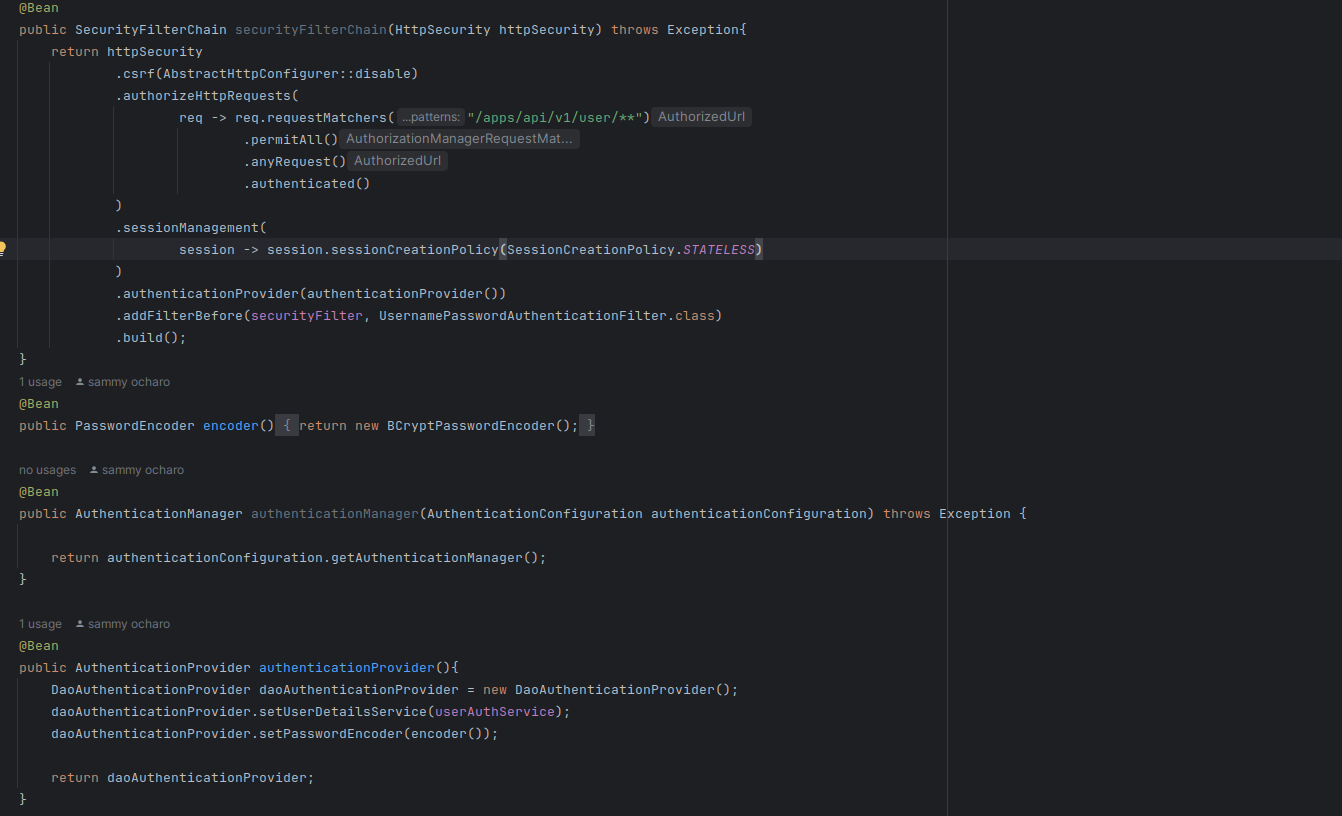 @Bean
public SecurityFilterChain securityFilterChain(HttpSecurity httpSecurity) throws Exception{
    return httpSecurity
            .csrf(AbstractHttpConfigurer::disable)
            .authorizeHttpRequests(
                    req -> req.requestMatchers( ...patterns: "/apps/api/v1/user/**") AuthorizedUrl
                            .permitAll() AuthorizationManagerRequestMat...
                            .anyRequest() AuthorizedUrl
                            .authenticated()
            )
            .sessionManagement(
                    session -> session.sessionCreationPolicy(SessionCreationPolicy.STATELESS)
            )
            .authenticationProvider(authenticationProvider())
            .addFilterBefore(securityFilter, UsernamePasswordAuthenticationFilter.class)
            .build();
}
1 usage sammy ocharo
@Bean
public PasswordEncoder encoder() { return new BCryptPasswordEncoder(); }
no usages sammy ocharo
@Bean
public AuthenticationManager authenticationManager(AuthenticationConfiguration authenticationConfiguration) throws Exception {
    return authenticationConfiguration.getAuthenticationManager();
}
1 usage sammy ocharo
@Bean
public AuthenticationProvider authenticationProvider(){
    DaoAuthenticationProvider daoAuthenticationProvider = new DaoAuthenticationProvider();
    daoAuthenticationProvider.setUserDetailsService(userAuthService);
    daoAuthenticationProvider.setPasswordEncoder(encoder());
    return daoAuthenticationProvider;
}